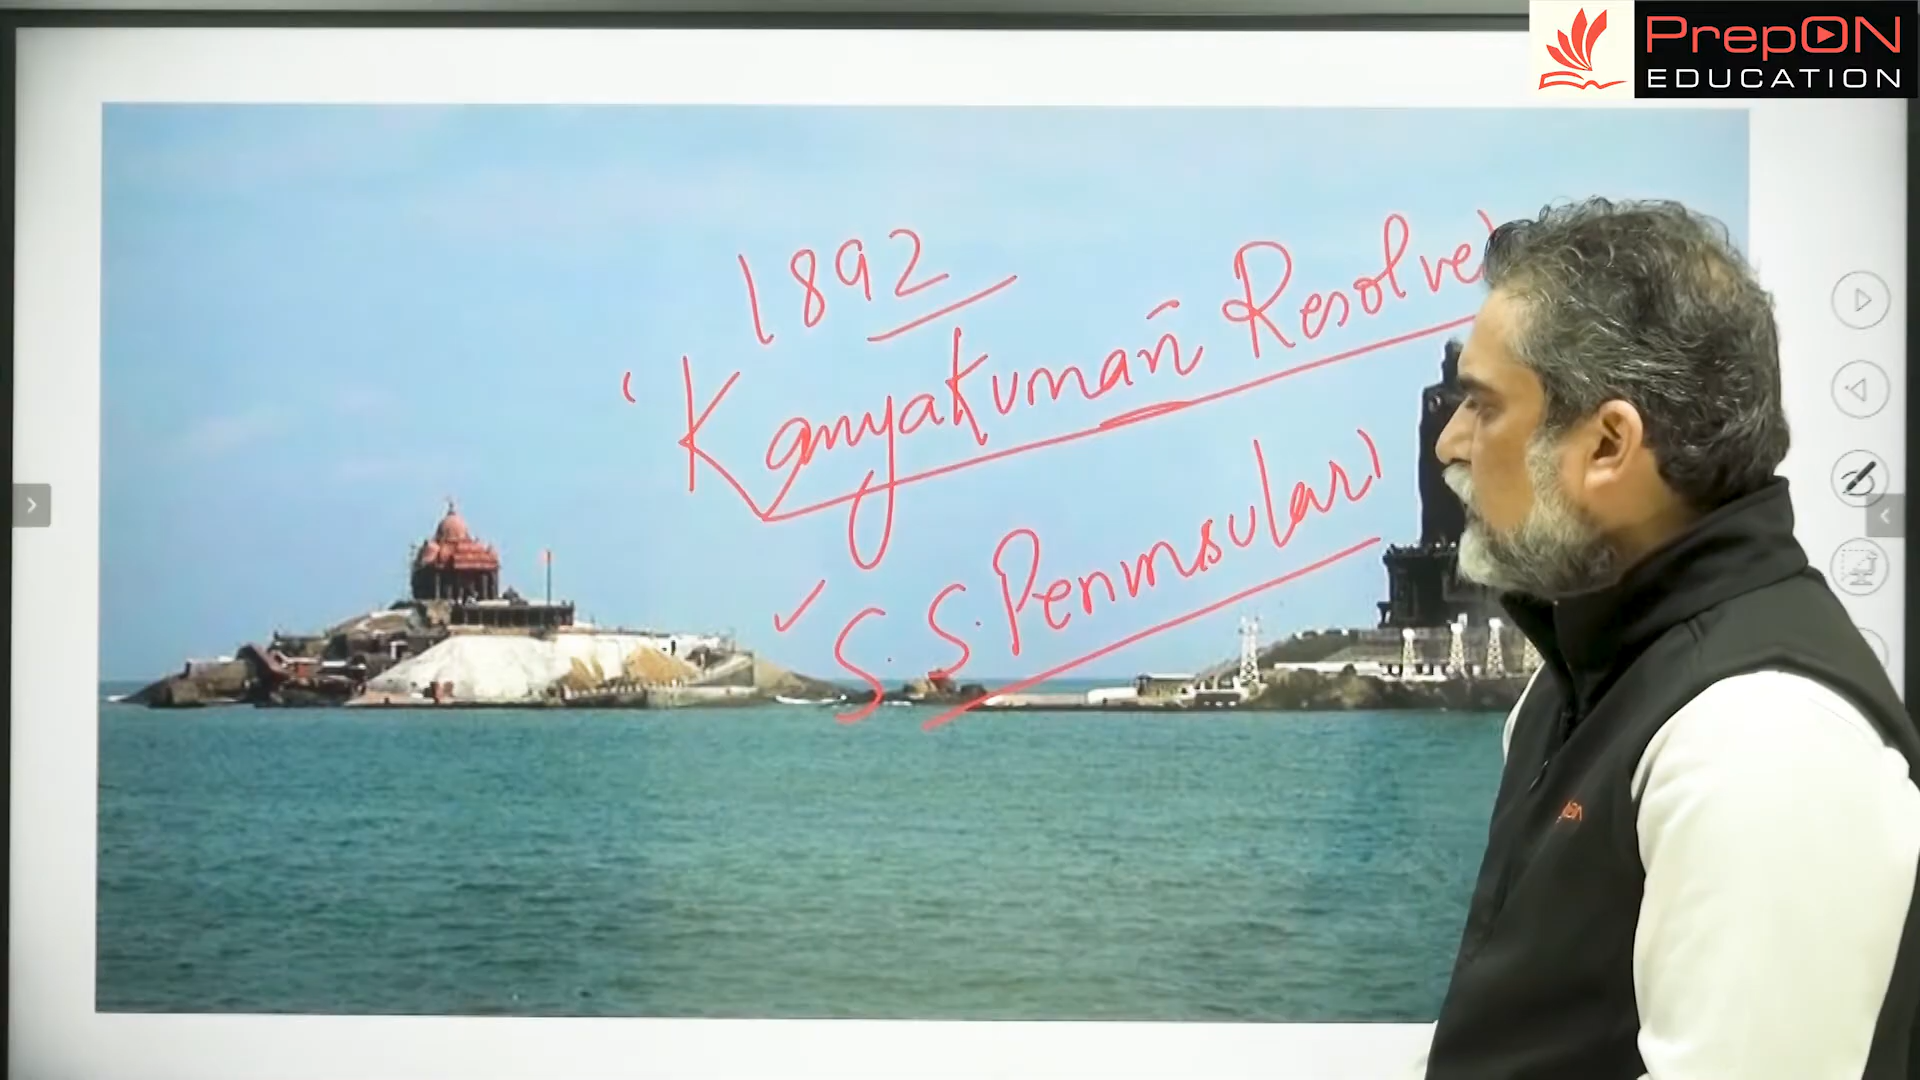 PrepON
EDUCATION
1892
'Kanyakumari Resolve'
S.S. Peninsular